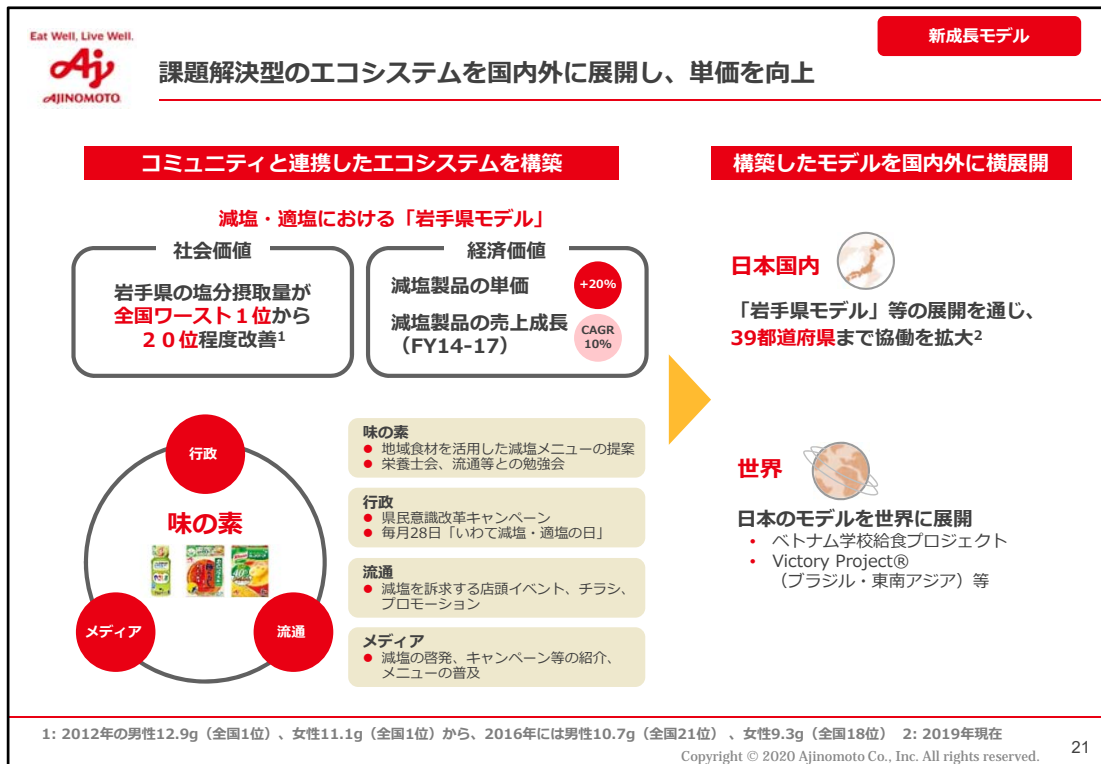 Eat Well, Live Well.
AJINOMOTO
新成長モデル
課題解決型のエコシステムを国内外に展開し、単価を向上
コミュニティと連携したエコシステムを構築
減塩・適塩における「岩手県モデル」
社会価値
岩手県の塩分摂取量が
全国ワースト1位から
20位程度改善1
経済価値
減塩製品の単価
+20%
減塩製品の売上成長
(FY14-17)
CAGR
10%
行政
味の素
メディア
流通
味の素
● 地域食材を活用した減塩メニューの提案
● 栄養士会、流通等との勉強会
行政
● 県民意識改革キャンペーン
● 毎月28日「いわて減塩・適塩の日」
流通
● 減塩を訴求する店頭イベント、チラシ、
プロモーション
メディア
● 減塩の啓発、キャンペーン等の紹介、
メニューの普及
構築したモデルを国内外に横展開
日本国内
「岩手県モデル」等の展開を通じ、
39都道府県まで協働を拡大2
世界
日本のモデルを世界に展開
• ベトナム学校給食プロジェクト
• Victory Project®
(ブラジル・東南アジア)等
1: 2012年の男性12.9g(全国1位)、女性11.1g(全国1位)から、2016年には男性10.7g(全国21位)、女性9.3g(全国18位) 2: 2019年現在
Copyright © 2020 Ajinomoto Co., Inc. All rights reserved.
21